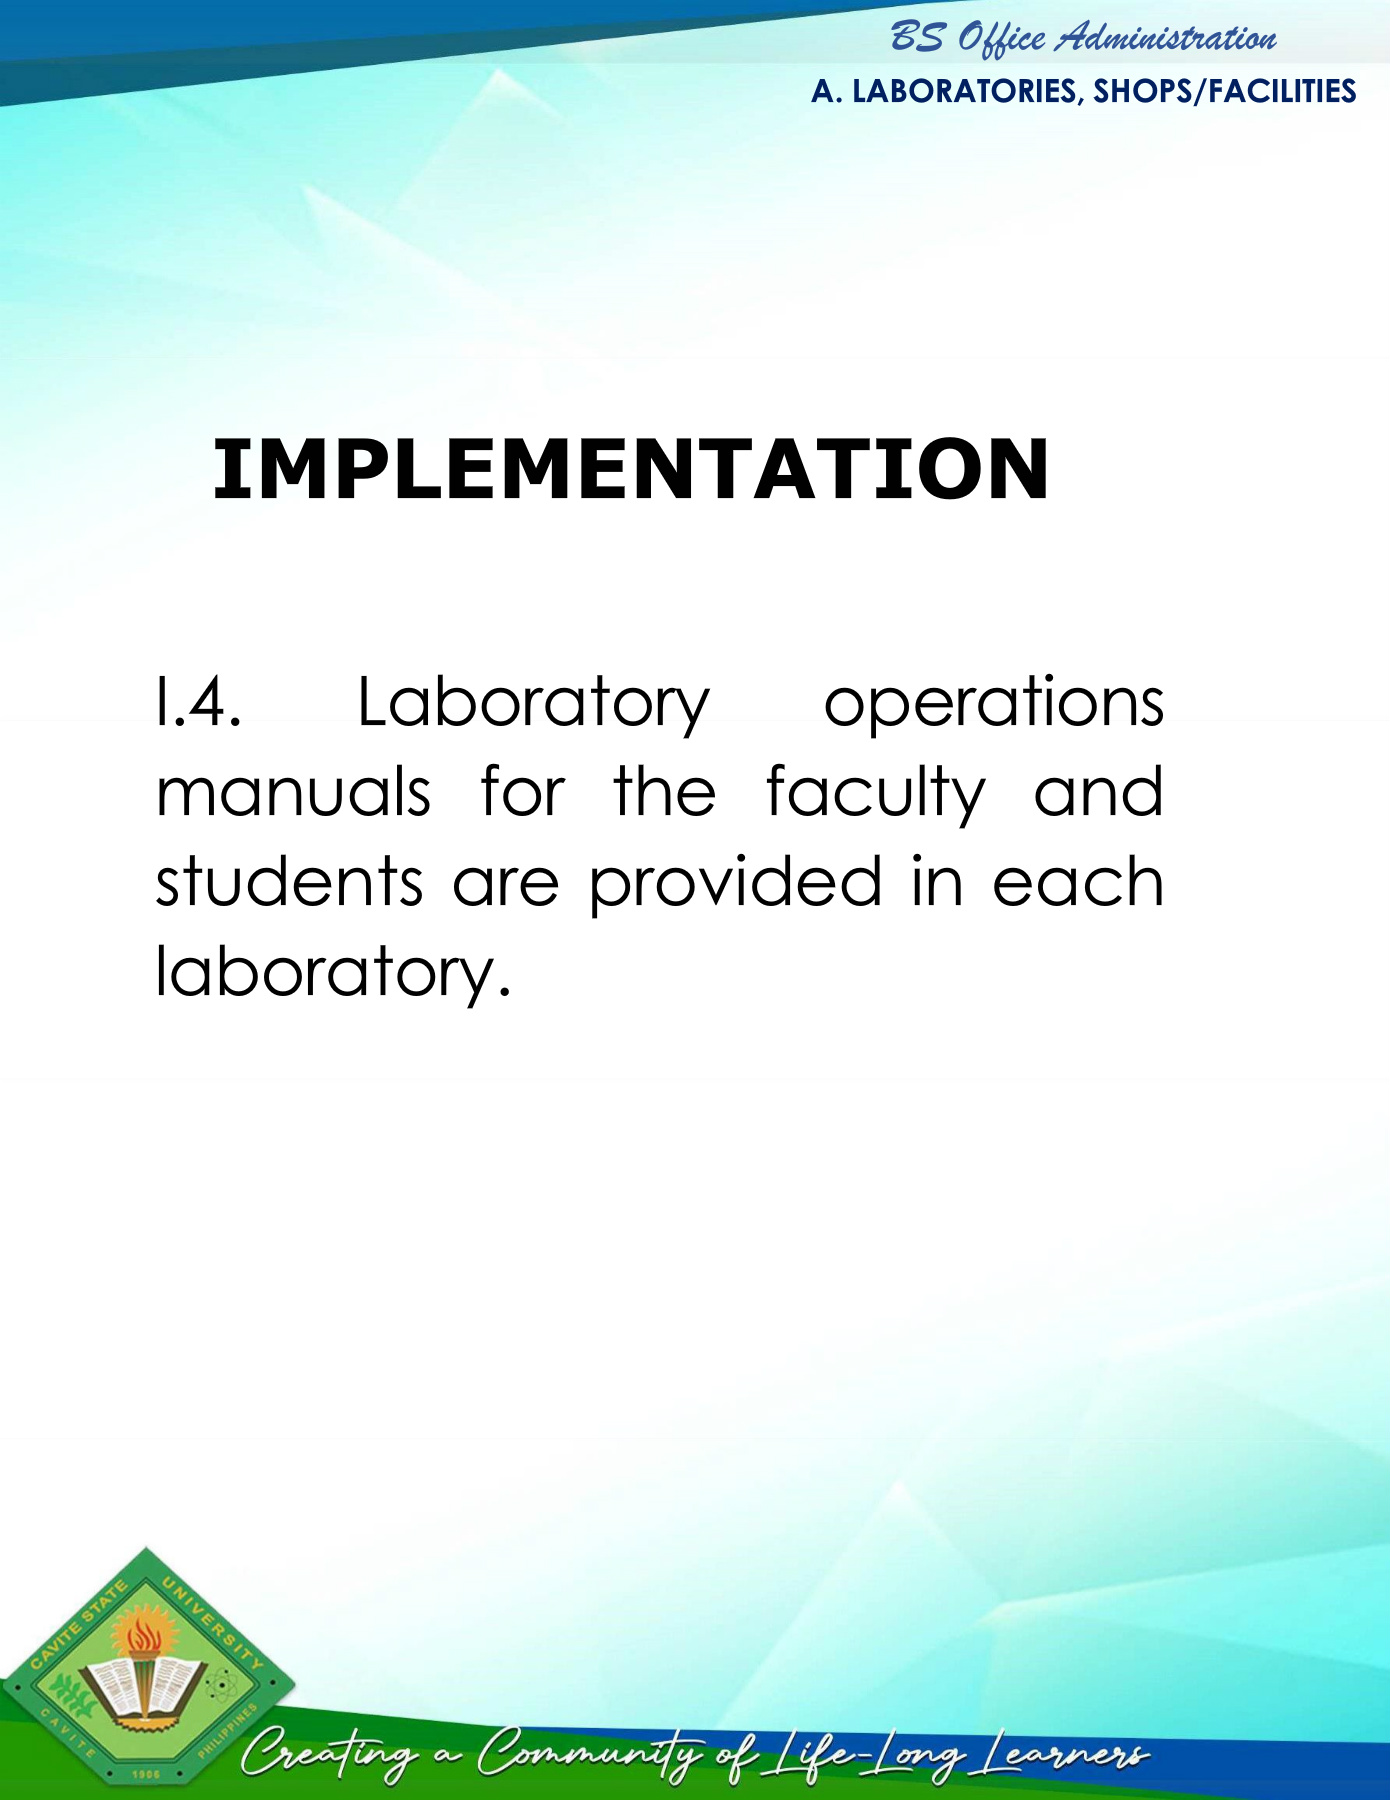 BS Office Administration
A. LABORATORIES, SHOPS/FACILITIES
IMPLEMENTATION
I.4. Laboratory operations
manuals for the faculty and
students are provided in each
laboratory.
CAVITE STATE UNIVERSITY
CAVITE
PHILIPPINES
1906
Creating a Community of Life-Long Learners